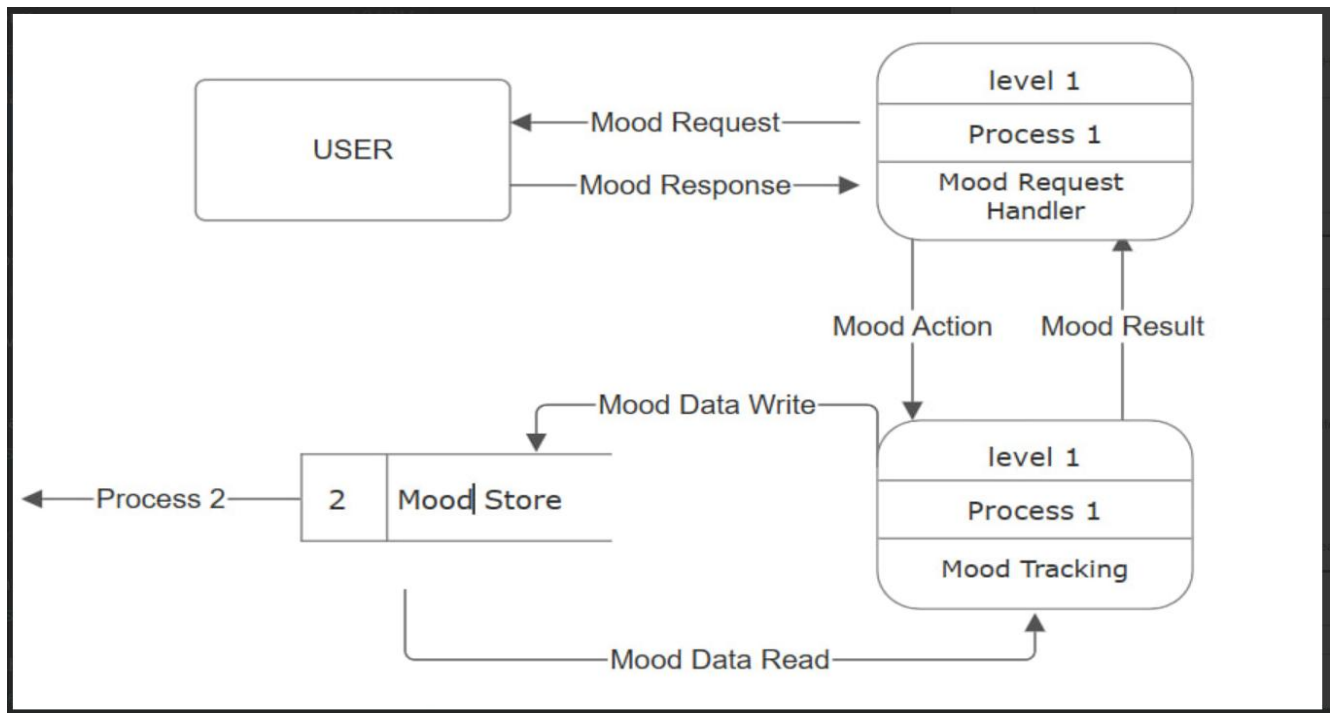 level 1
USER
Mood Request
Process 1
Mood Response
Mood Request
Handler
Mood Action
Mood Result
Mood Data Write
level 1
Process 2
2
Mood Store
Process 1
Mood Tracking
Mood Data Read